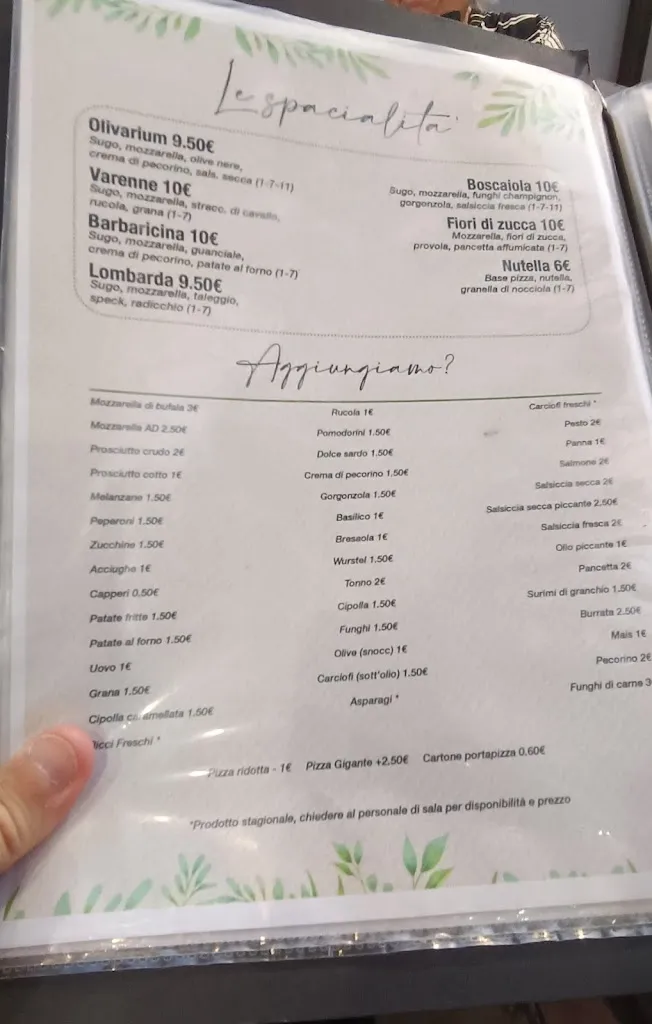 Le spacialita'
Olivarium 9.50€
Sugo, mozzarella, olive nere,
crema di pecorino, sals. secca (1-7-11)
Varenne 10€
Sugo, mozzarella, stracc. di cavallo,
rucola, grana (1-7)
Barbaricina 10€
Sugo, mozzarella, guanciale,
crema di pecorino, patate al forno (1-7)
Lombarda 9.50€
Sugo, mozzarella, taleggio,
speck, radicchio (1-7)
Boscaiola 10€
Sugo, mozzarella, funghi champignon,
gorgonzola, salsiccia fresca (1-7-11)
Fiori di zucca 10€
Mozzarella, fiori di zucca,
provola, pancetta affumicata (1-7)
Nutella 6€
Base pizza, nutella,
granella di nocciola (1-7)
Aggiungiamo?
Mozzarella di bufala 3€
Mozzarella AD 2.50€
Prosciutto crudo 2€
Prosciutto cotto 1€
Melanzane 1.50€
Peperoni 1.50€
Zucchine 1.50€
Acciughe 1€
Capperi 0.50€
Patate fritte 1.50€
Patate al forno 1.50€
Uovo 1€
Grana 1.50€
Cipolla caramellata 1.50€
Ricci Freschi *
Rucola 1€
Pomodorini 1.50€
Dolce sardo 1.50€
Crema di pecorino 1.50€
Gorgonzola 1.50€
Basilico 1€
Bresaola 1€
Wurstel 1.50€
Tonno 2€
Cipolla 1.50€
Funghi 1.50€
Olive (snocc) 1€
Carciofi (sott'olio) 1.50€
Asparagi *
Carciofi freschi *
Pesto 2€
Panna 1€
Salmone 2€
Salsiccia secca 2€
Salsiccia secca piccante 2.50€
Salsiccia fresca 2€
Olio piccante 1€
Pancetta 2€
Surimi di granchio 1.50€
Burrata 2.50€
Mais 1€
Pecorino 2€
Funghi di carne 3
Pizza ridotta - 1€ Pizza Gigante +2.50€ Cartone portapizza 0.60€
*Prodotto stagionale, chiedere al personale di sala per disponibilità e prezzo